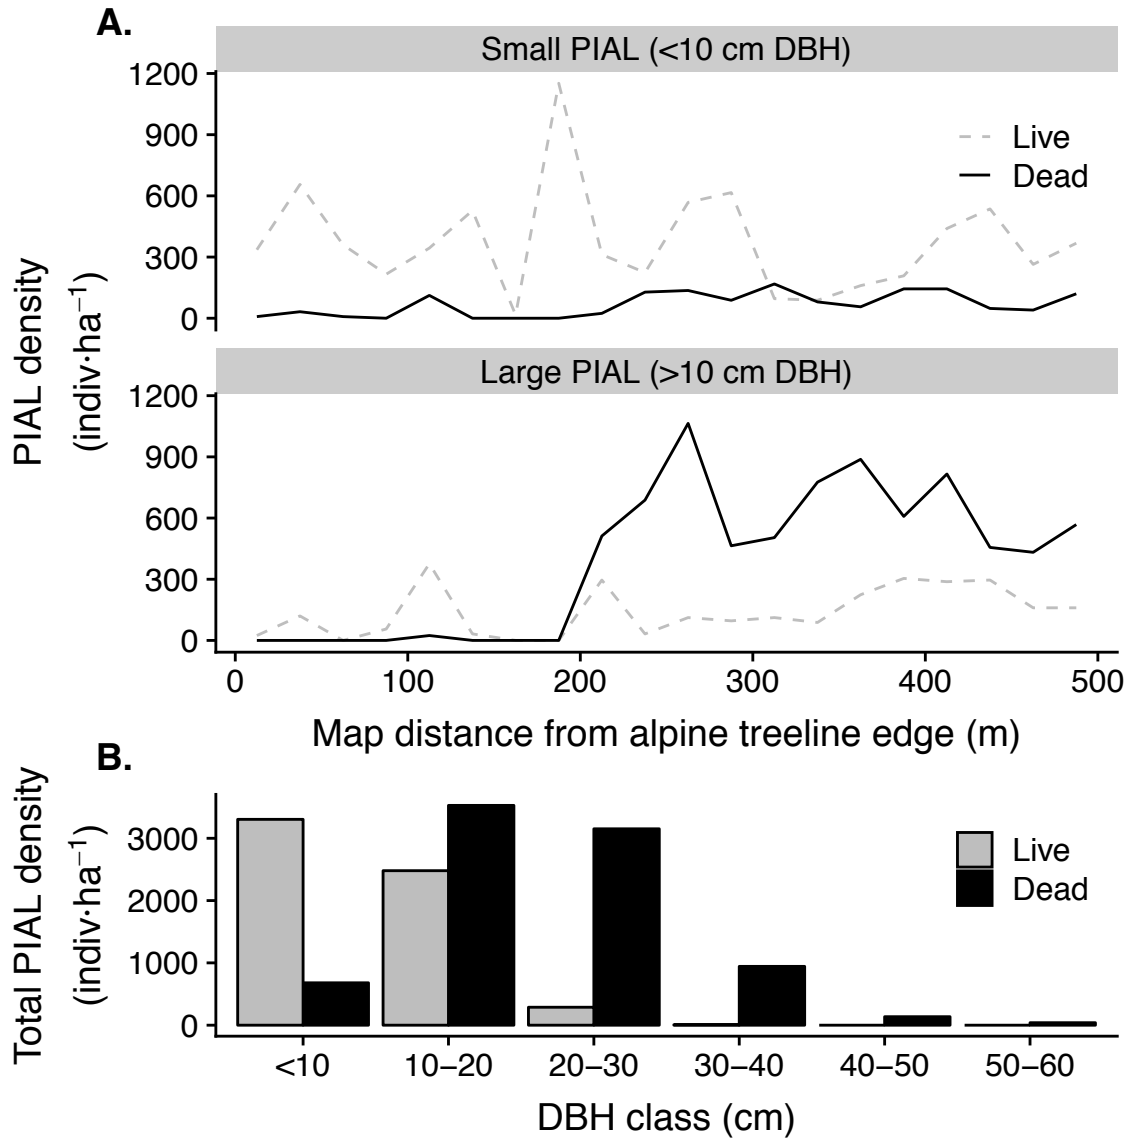 A.
Small PIAL (<10 cm DBH)
1200
900
600
300
0
Live
Dead
PIAL density
(indiv·ha⁻¹)
Large PIAL (>10 cm DBH)
1200
900
600
300
0
0 100 200 300 400 500
Map distance from alpine treeline edge (m)
B.
Total PIAL density
(indiv·ha⁻¹)
3000
2000
1000
0
Live
Dead
<10 10−20 20−30 30−40 40−50 50−60
DBH class (cm)